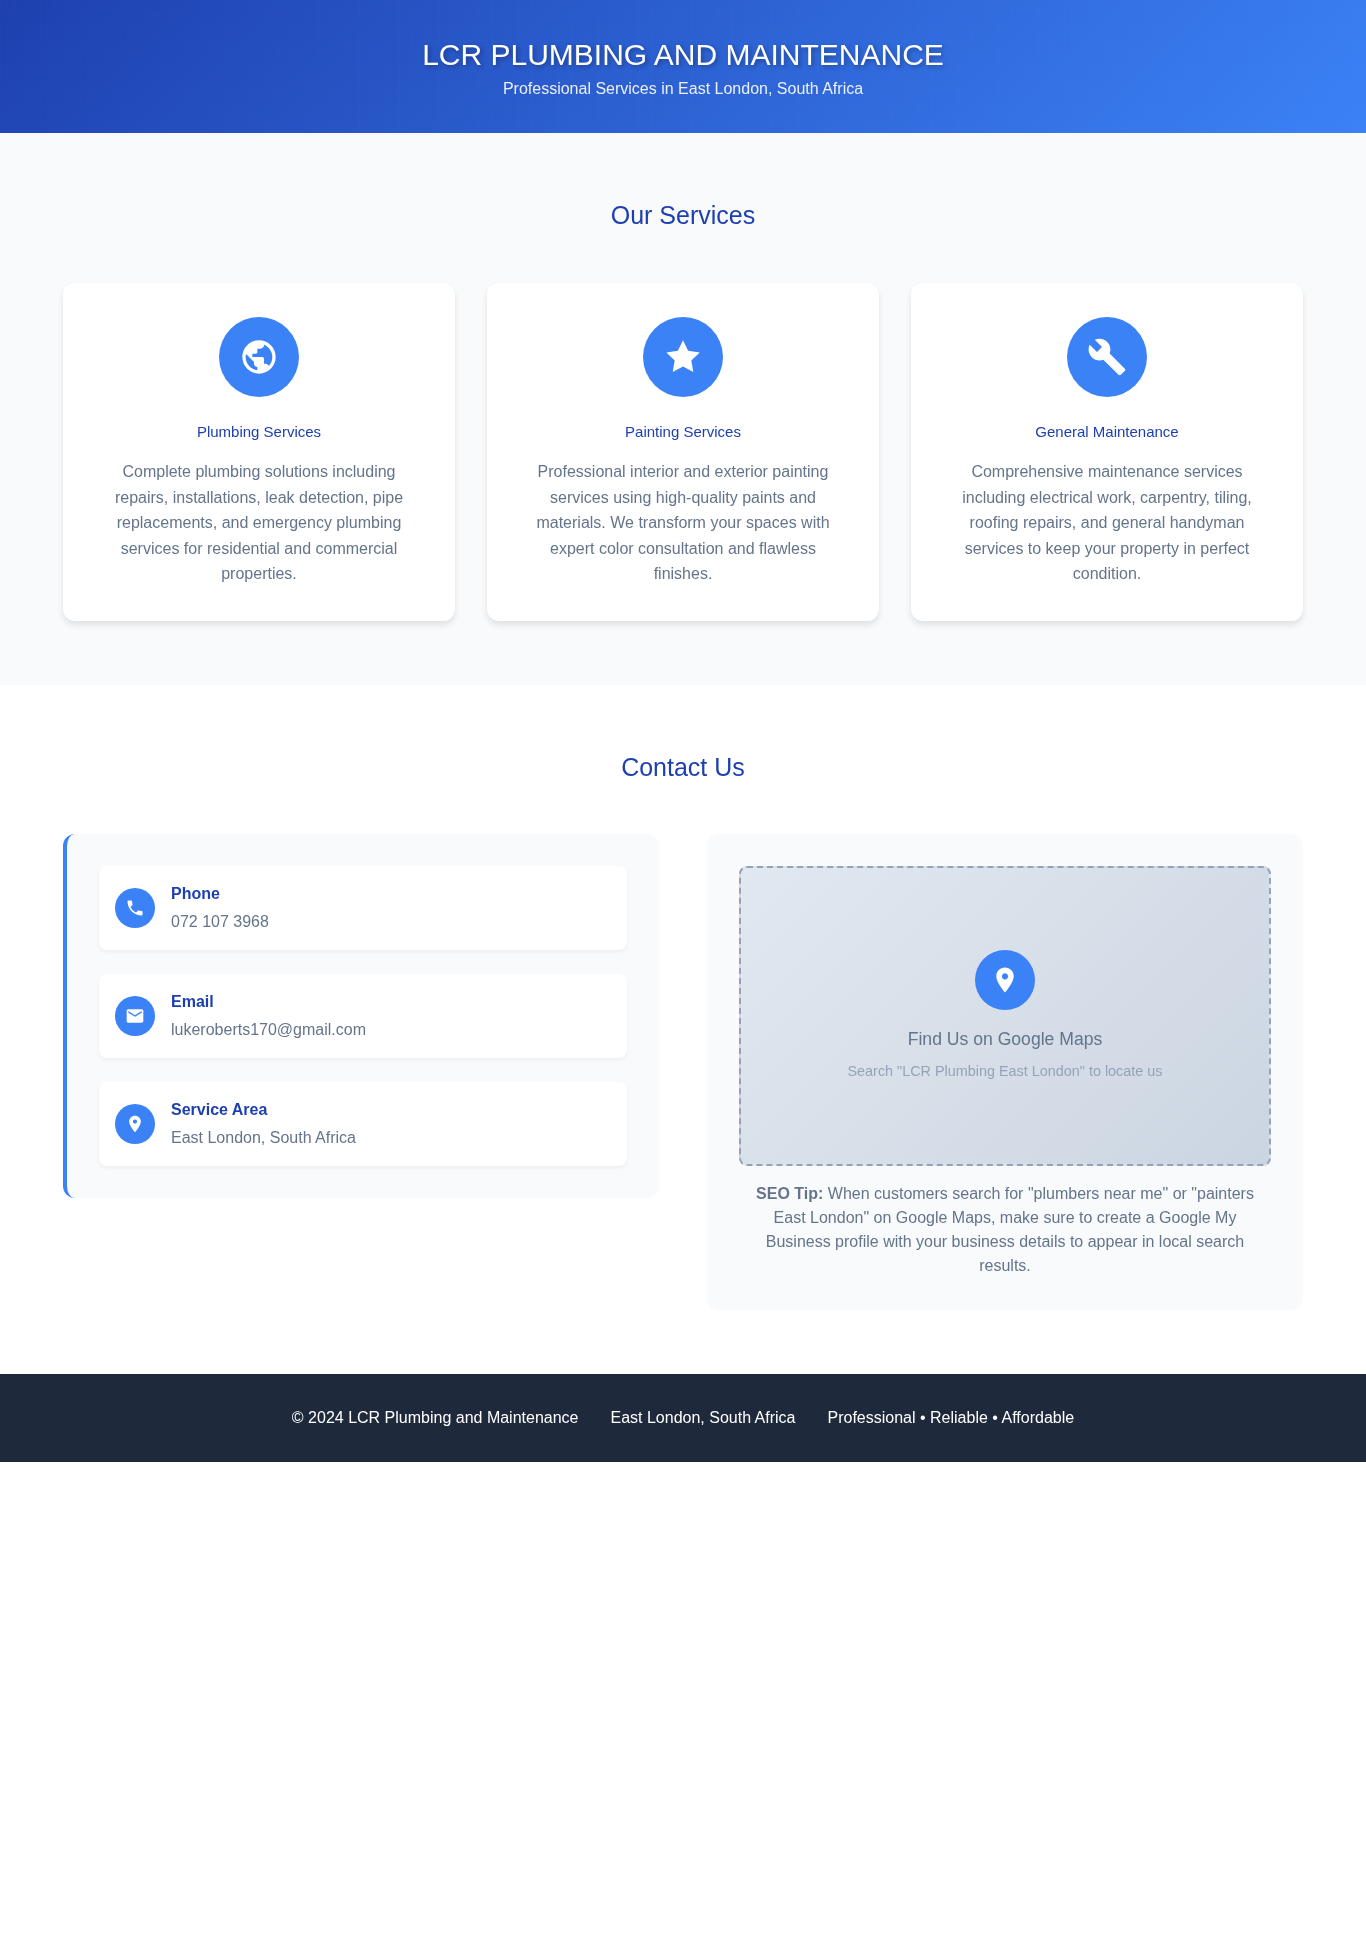 LCR PLUMBING AND MAINTENANCE
Professional Services in East London, South Africa
Our Services
Plumbing Services
Complete plumbing solutions including
repairs, installations, leak detection, pipe
replacements, and emergency plumbing
services for residential and commercial
properties.
Painting Services
Professional interior and exterior painting
services using high-quality paints and
materials. We transform your spaces with
expert color consultation and flawless
finishes.
General Maintenance
Comprehensive maintenance services
including electrical work, carpentry, tiling,
roofing repairs, and general handyman
services to keep your property in perfect
condition.
Contact Us
Phone
072 107 3968
Email
lukeroberts170@gmail.com
Service Area
East London, South Africa
Find Us on Google Maps
Search "LCR Plumbing East London" to locate us
SEO Tip: When customers search for "plumbers near me" or "painters
East London" on Google Maps, make sure to create a Google My
Business profile with your business details to appear in local search
results.
© 2024 LCR Plumbing and Maintenance
East London, South Africa
Professional • Reliable • Affordable